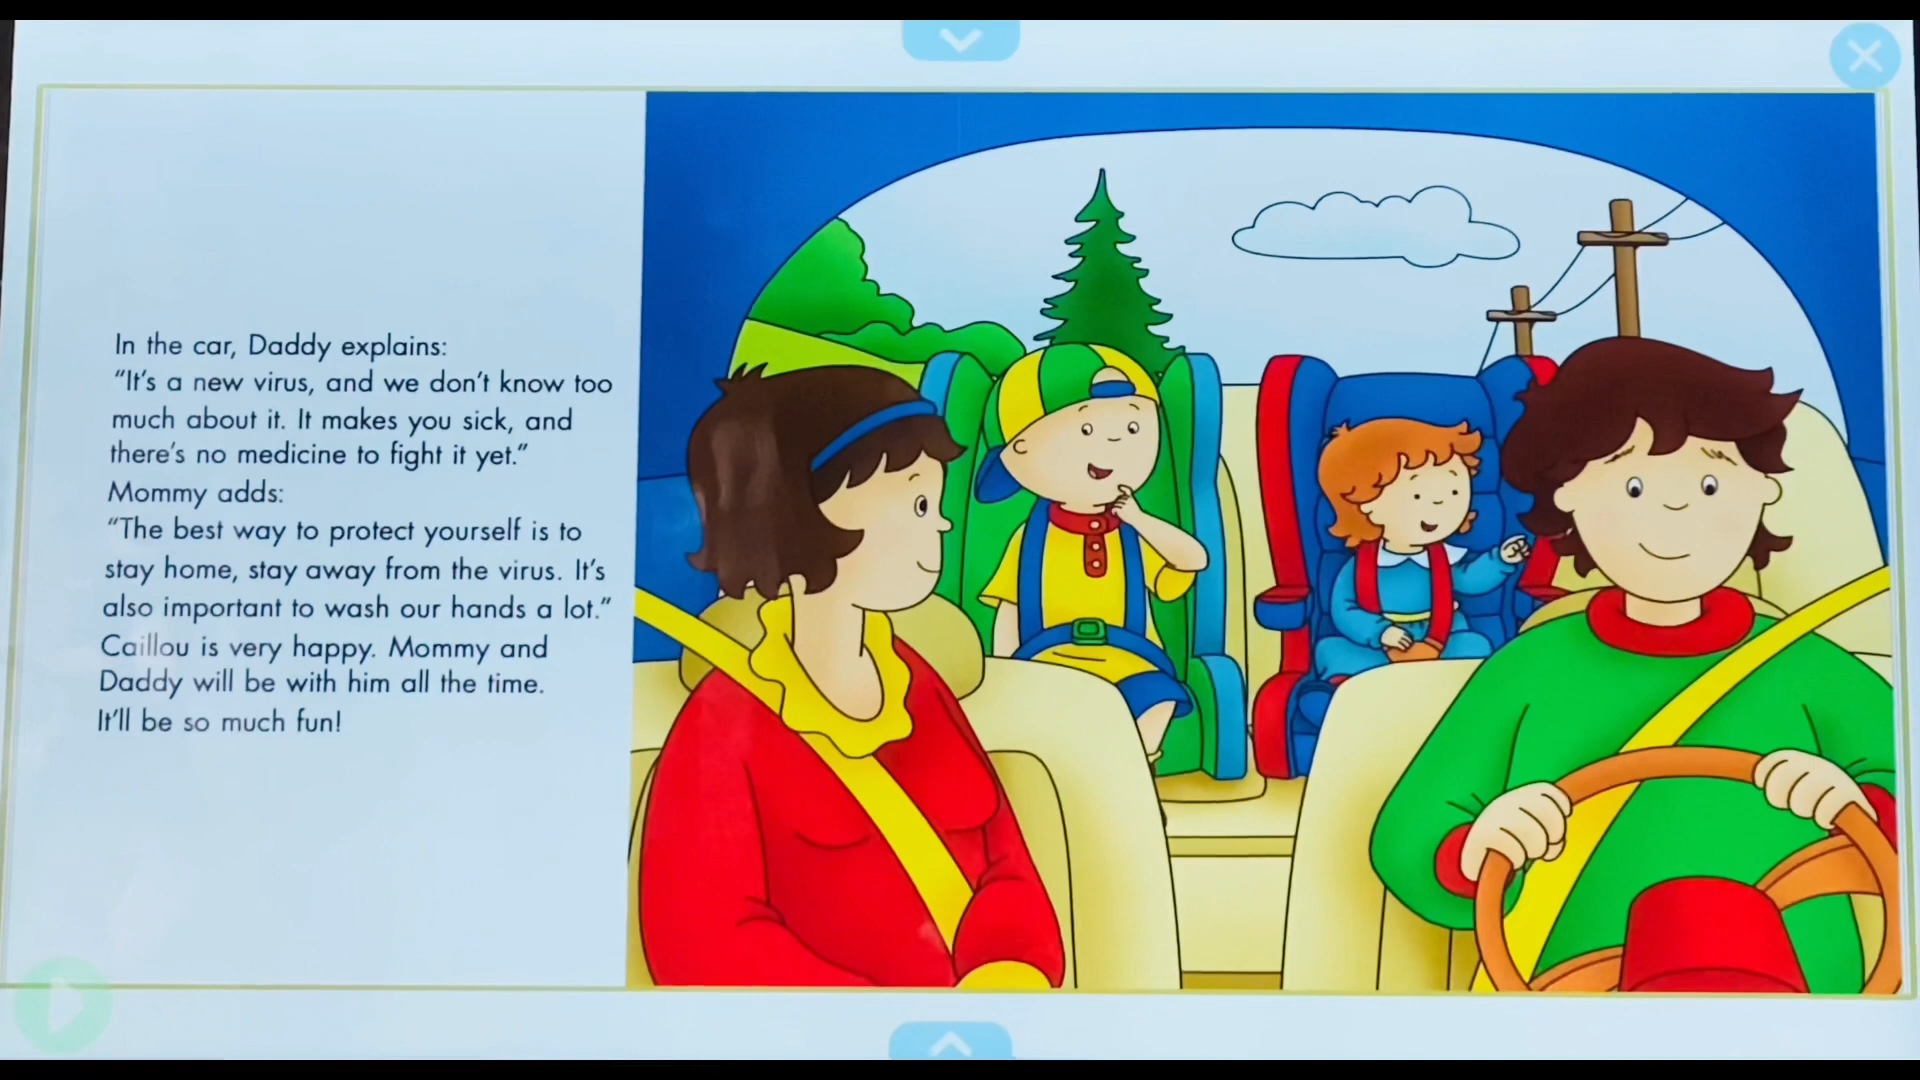 In the car, Daddy explains:
“It’s a new virus, and we don’t know too
much about it. It makes you sick, and
there’s no medicine to fight it yet.”
Mommy adds:
“The best way to protect yourself is to
stay home, stay away from the virus. It’s
also important to wash our hands a lot.”
Caillou is very happy. Mommy and
Daddy will be with him all the time.
It’ll be so much fun!